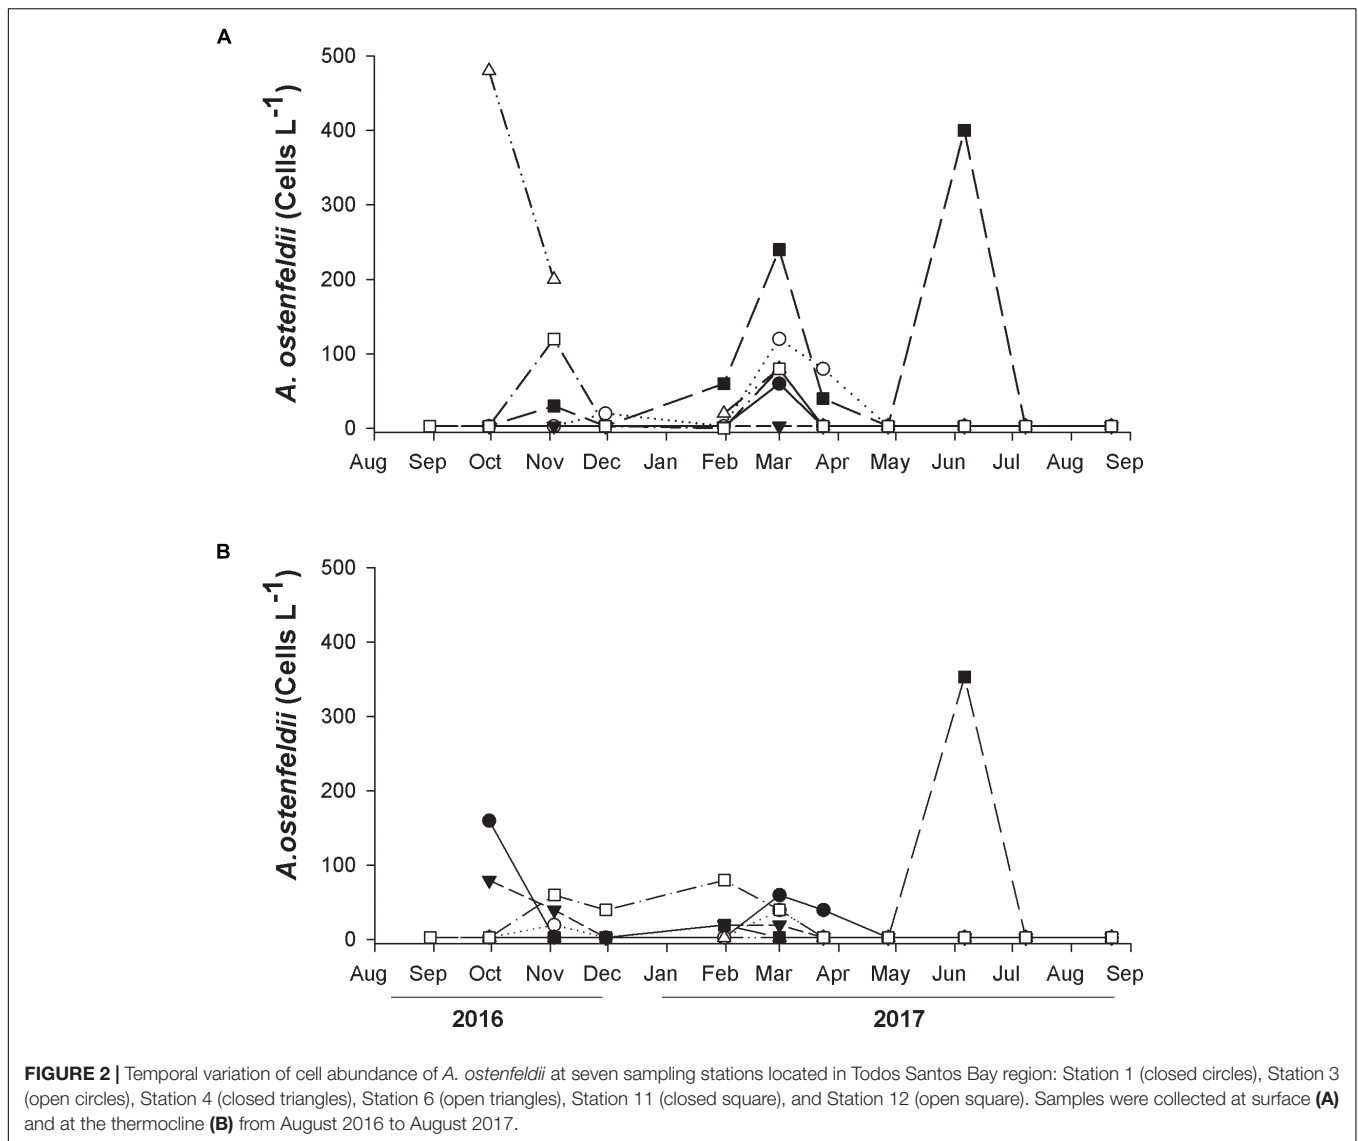 A
500
400
300
200
100
0
A. ostenfeldii (Cells L-1)
Aug Sep Oct Nov Dec Jan Feb Mar Apr May Jun Jul Aug Sep
B
500
400
300
200
100
0
A.ostenfeldii (Cells L-1)
Aug Sep Oct Nov Dec Jan Feb Mar Apr May Jun Jul Aug Sep
2016 2017
FIGURE 2 | Temporal variation of cell abundance of A. ostenfeldii at seven sampling stations located in Todos Santos Bay region: Station 1 (closed circles), Station 3
(open circles), Station 4 (closed triangles), Station 6 (open triangles), Station 11 (closed square), and Station 12 (open square). Samples were collected at surface (A)
and at the thermocline (B) from August 2016 to August 2017.